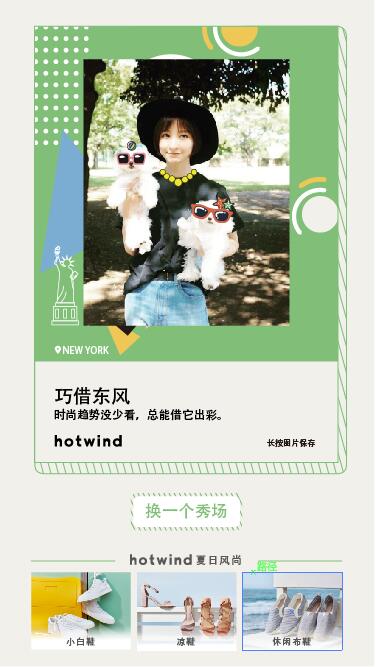 NEW YORK
巧借东风
时尚趋势没少看，总能借它出彩。
hotwind
长按图片保存
换一个秀场
hotwind 夏日风尚
路径
小白鞋
凉鞋
休闲布鞋